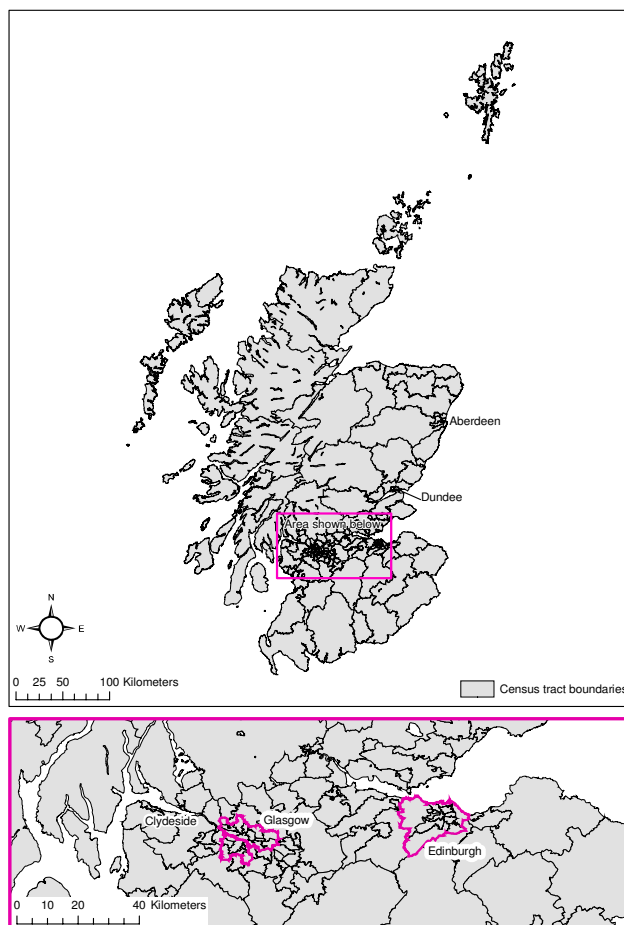 Aberdeen
Dundee
Area shown below
N
W E
S
0 25 50 100 Kilometers
Census tract boundaries
Clydeside
Glasgow
Edinburgh
0 10 20 40
Kilometers